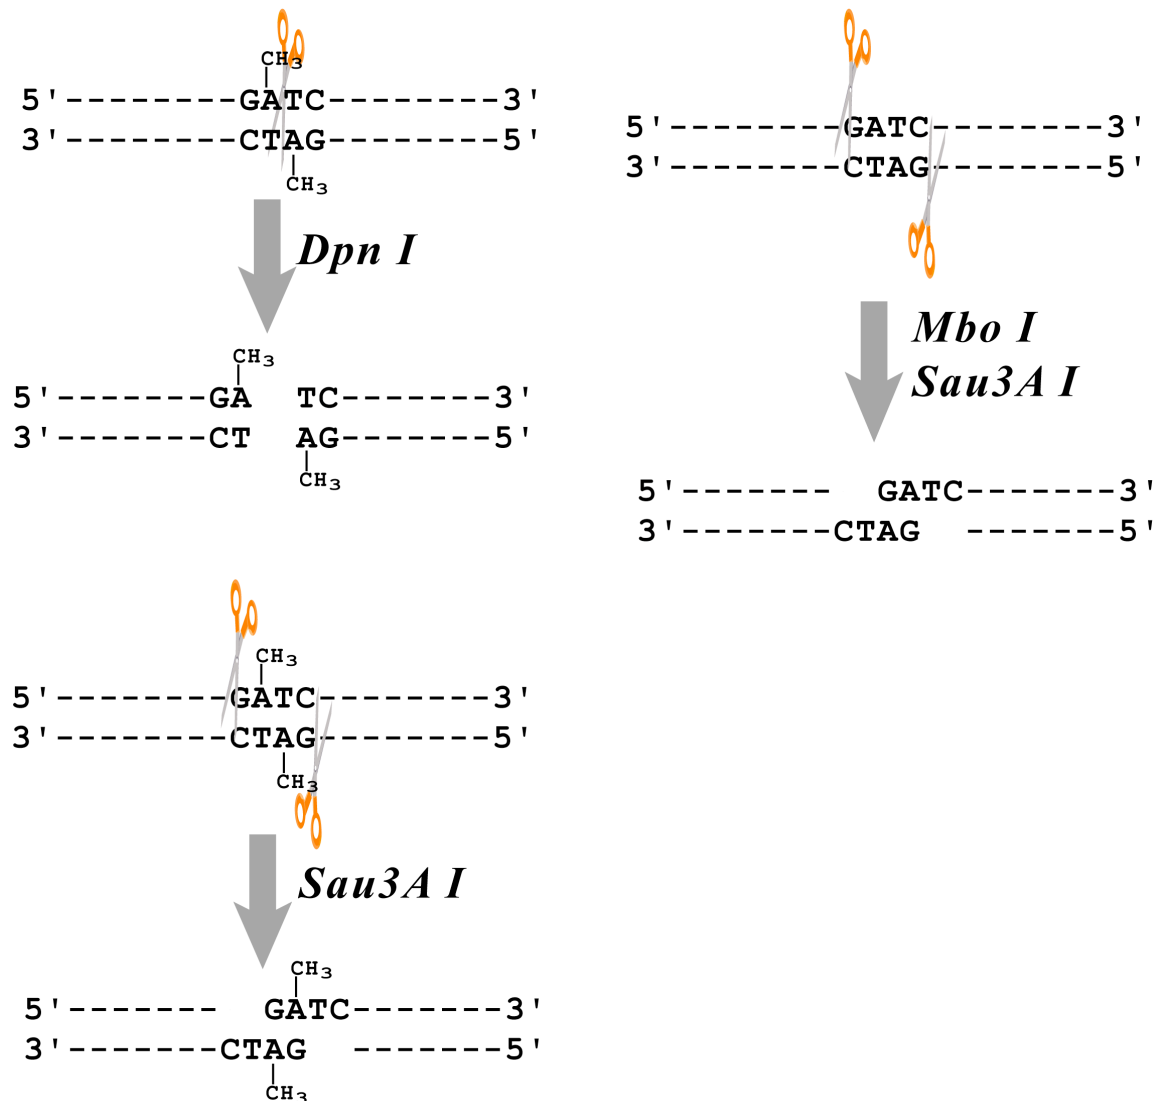 CH3
5'-------GATC-------3'
3'-------CTAG-------5'
CH3
Dpn I
CH3
5'-------GA TC-------3'
3'-------CT AG-------5'
CH3
5'-------GATC-------3'
3'-------CTAG-------5'
Mbo I
Sau3A I
5'------- GATC-------3'
3'-------CTAG -------5'
CH3
5'-------GATC-------3'
3'-------CTAG-------5'
CH3
Sau3A I
CH3
5'------- GATC-------3'
3'-------CTAG -------5'
CH3